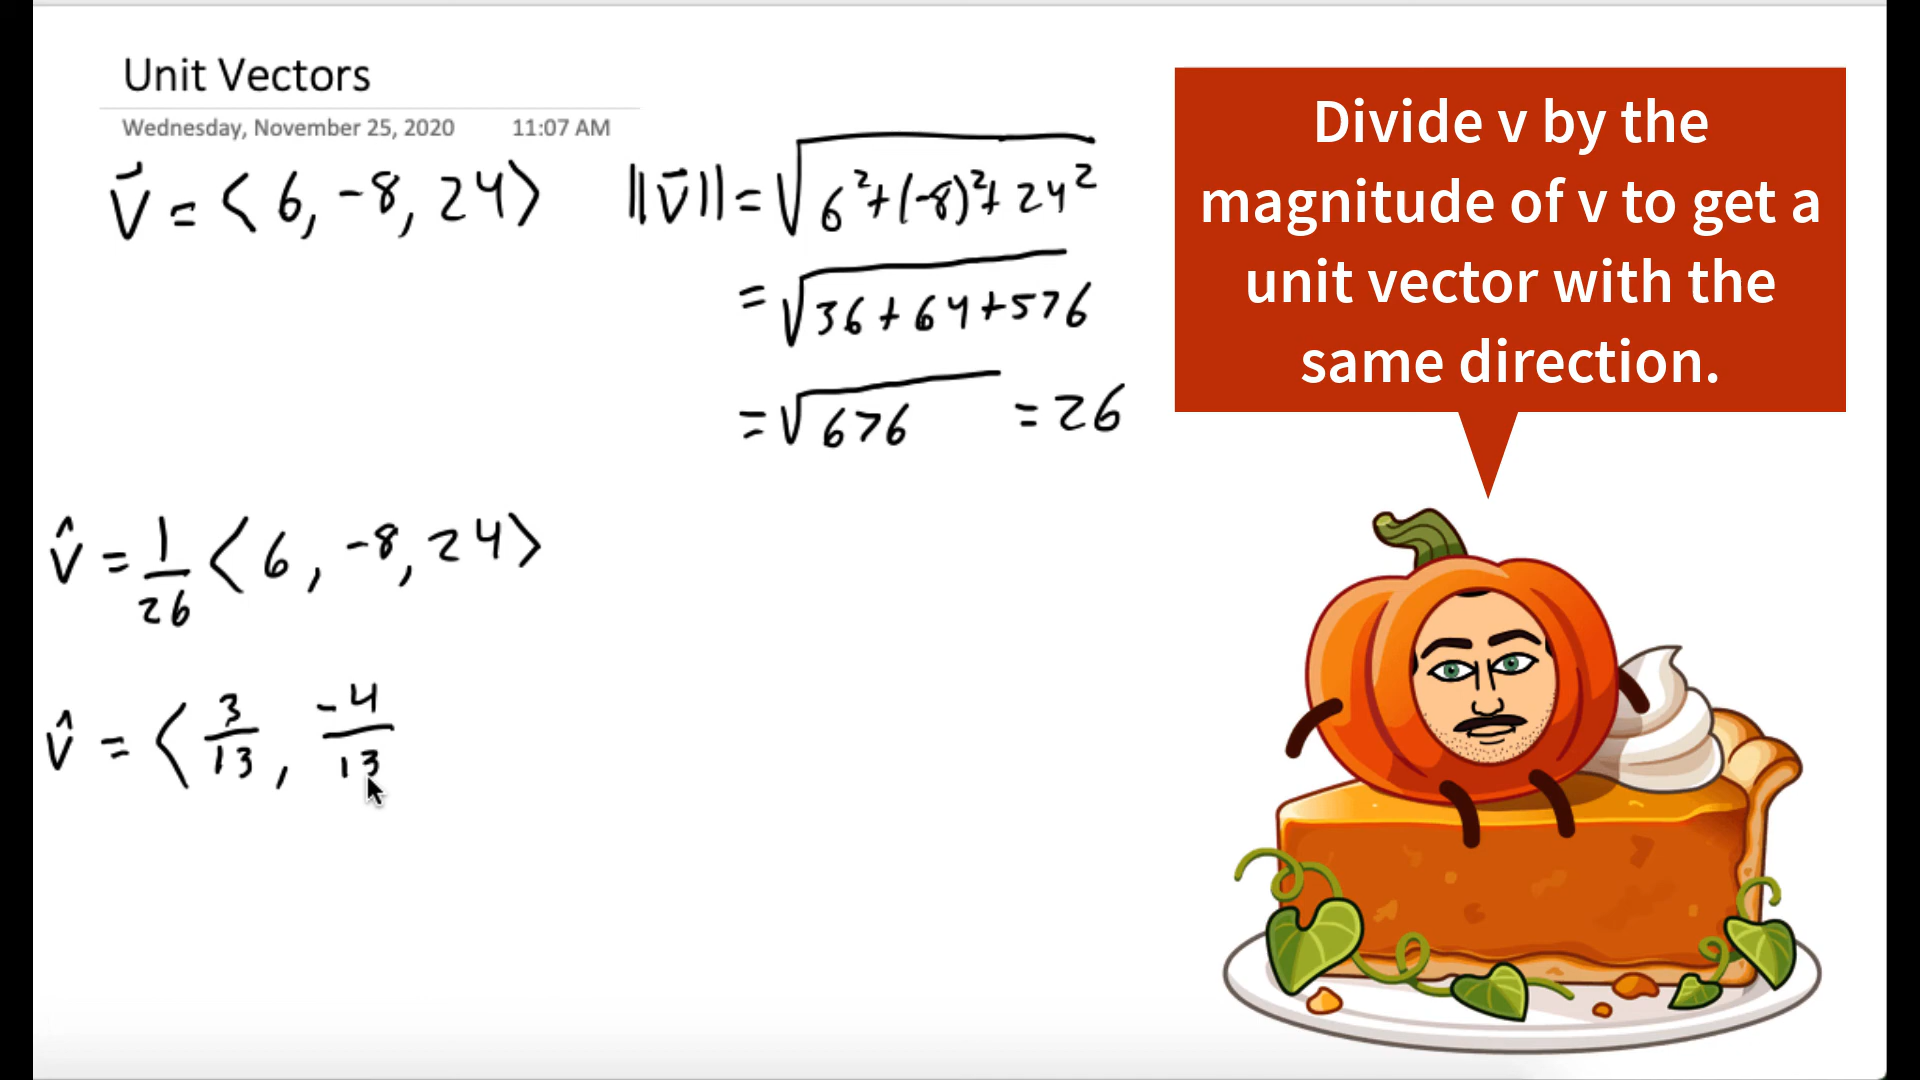 Unit Vectors
Wednesday, November 25, 2020 11:07 AM
v⃗ = ⟨6, -8, 24⟩
||v⃗|| = √(6² + (-8)² + 24²)
= √(36 + 64 + 576)
= √676 = 26
v̂ = 1/26 ⟨6, -8, 24⟩
v̂ = ⟨3/13, -4/13
Divide v by the
magnitude of v to get a
unit vector with the
same direction.